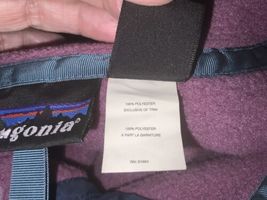 100% POLYESTER
EXCLUSIVE OF TRIM
100% POLYESTER
À PART LA GARNITURE
agonia